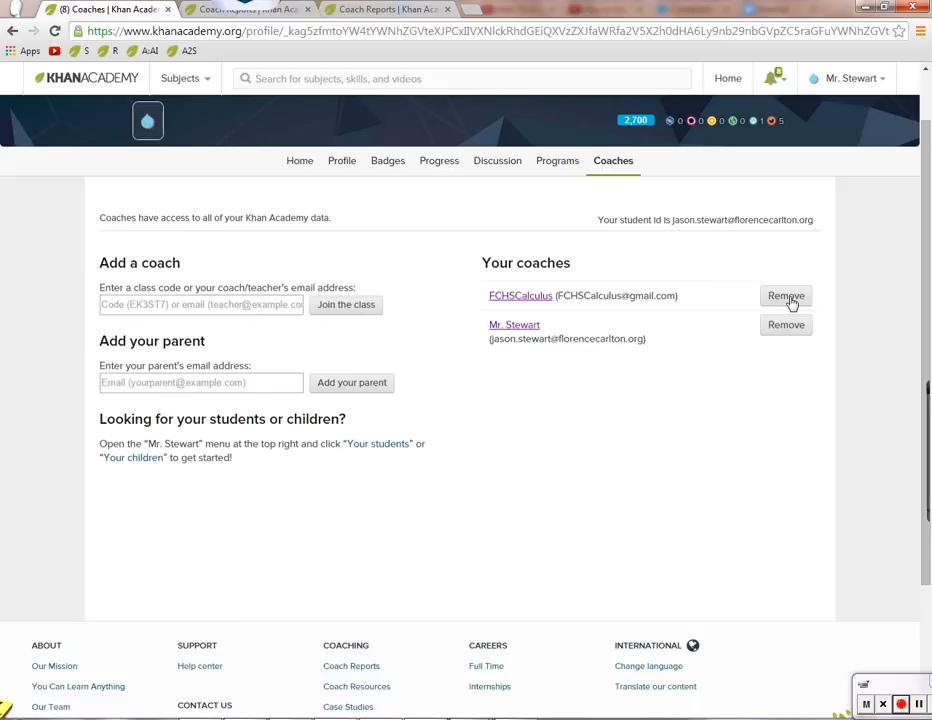 (8) Coaches | Khan Academ
Coach Reports | Khan Aca
Coach Reports | Khan Aca
https://www.khanacademy.org/profile/
Apps
S
R
A:AI
A2S
KHANACADEMY
Subjects
Search for subjects, skills, and videos
Home
8
Mr. Stewart
2,700
0
0
0
0
1
5
Home
Profile
Badges
Progress
Discussion
Programs
Coaches
Coaches have access to all of your Khan Academy data.
Your student Id is jason.stewart@florencecarlton.org
Add a coach
Your coaches
Enter a class code or your coach/teacher's email address:
Code (EK3ST7) or email (teacher@example.co
Join the class
FCHSCalculus (FCHSCalculus@gmail.com)
Remove
Mr. Stewart
(jason.stewart@florencecarlton.org)
Remove
Add your parent
Enter your parent's email address:
Email (yourparent@example.com)
Add your parent
Looking for your students or children?
Open the “Mr. Stewart” menu at the top right and click “Your students” or
“Your children” to get started!
ABOUT
Our Mission
You Can Learn Anything
Our Team
SUPPORT
Help center
CONTACT US
COACHING
Coach Reports
Coach Resources
Case Studies
CAREERS
Full Time
Internships
INTERNATIONAL
Change language
Translate our content
M